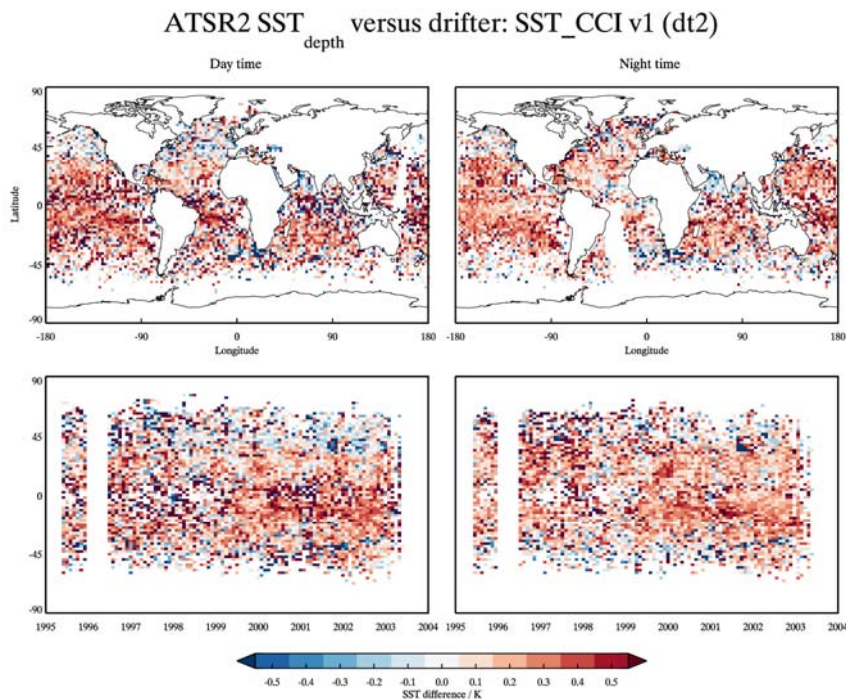 ATSR2 SST_depth versus drifter: SST_CCI v1 (dt2)
Day time
Night time
90
45
0
-45
-90
Latitude
-180
-90
0
90
180
Longitude
-180
-90
0
90
180
Longitude
90
45
0
-45
-90
1995 1996 1997 1998 1999 2000 2001 2002 2003 2004
1995 1996 1997 1998 1999 2000 2001 2002 2003 2004
-0.5 -0.4 -0.3 -0.2 -0.1 0.0 0.1 0.2 0.3 0.4 0.5
SST difference / K